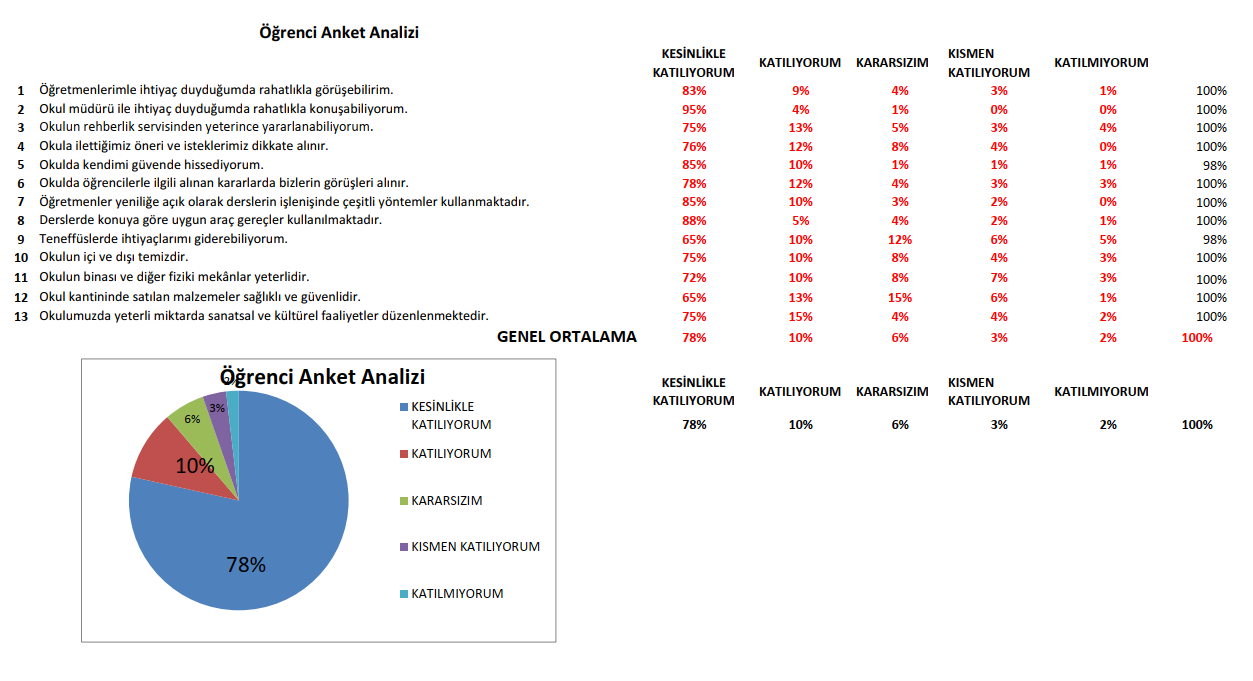 Öğrenci Anket Analizi
KESİNLİKLE KATILIYORUM KATILIYORUM KARARSIZIM KISMEN KATILIYORUM KATILMIYORUM
1 Öğretmenlerimle ihtiyaç duyduğumda rahatlıkla görüşebilirim. 83% 9% 4% 3% 1% 100%
2 Okul müdürü ile ihtiyaç duyduğumda rahatlıkla konuşabiliyorum. 95% 4% 1% 0% 0% 100%
3 Okulun rehberlik servisinden yeterince yararlanabiliyorum. 75% 13% 5% 3% 4% 100%
4 Okula ilettiğimiz öneri ve isteklerimiz dikkate alınır. 76% 12% 8% 4% 0% 100%
5 Okulda kendimi güvende hissediyorum. 85% 10% 1% 1% 1% 98%
6 Okulda öğrencilerle ilgili alınan kararlarda bizlerin görüşleri alınır. 78% 12% 4% 3% 3% 100%
7 Öğretmenler yeniliğe açık olarak derslerin işlenişinde çeşitli yöntemler kullanmaktadır. 85% 10% 3% 2% 0% 100%
8 Derslerde konuya göre uygun araç gereçler kullanılmaktadır. 88% 5% 4% 2% 1% 100%
9 Teneffüslerde ihtiyaçlarımı giderebiliyorum. 65% 10% 12% 6% 5% 98%
10 Okulun içi ve dışı temizdir. 75% 10% 8% 4% 3% 100%
11 Okulun binası ve diğer fiziki mekânlar yeterlidir. 72% 10% 8% 7% 3% 100%
12 Okul kantininde satılan malzemeler sağlıklı ve güvenlidir. 65% 13% 15% 6% 1% 100%
13 Okulumuzda yeterli miktarda sanatsal ve kültürel faaliyetler düzenlenmektedir. 75% 15% 4% 4% 2% 100%
GENEL ORTALAMA 78% 10% 6% 3% 2% 100%
Öğrenci Anket Analizi
2%
3%
6%
10%
78%
KESİNLİKLE
KATILIYORUM
KATILIYORUM
KARARSIZIM
KISMEN KATILIYORUM
KATILMIYORUM
KESİNLİKLE KATILIYORUM KATILIYORUM KARARSIZIM KISMEN KATILIYORUM KATILMIYORUM
78% 10% 6% 3% 2% 100%